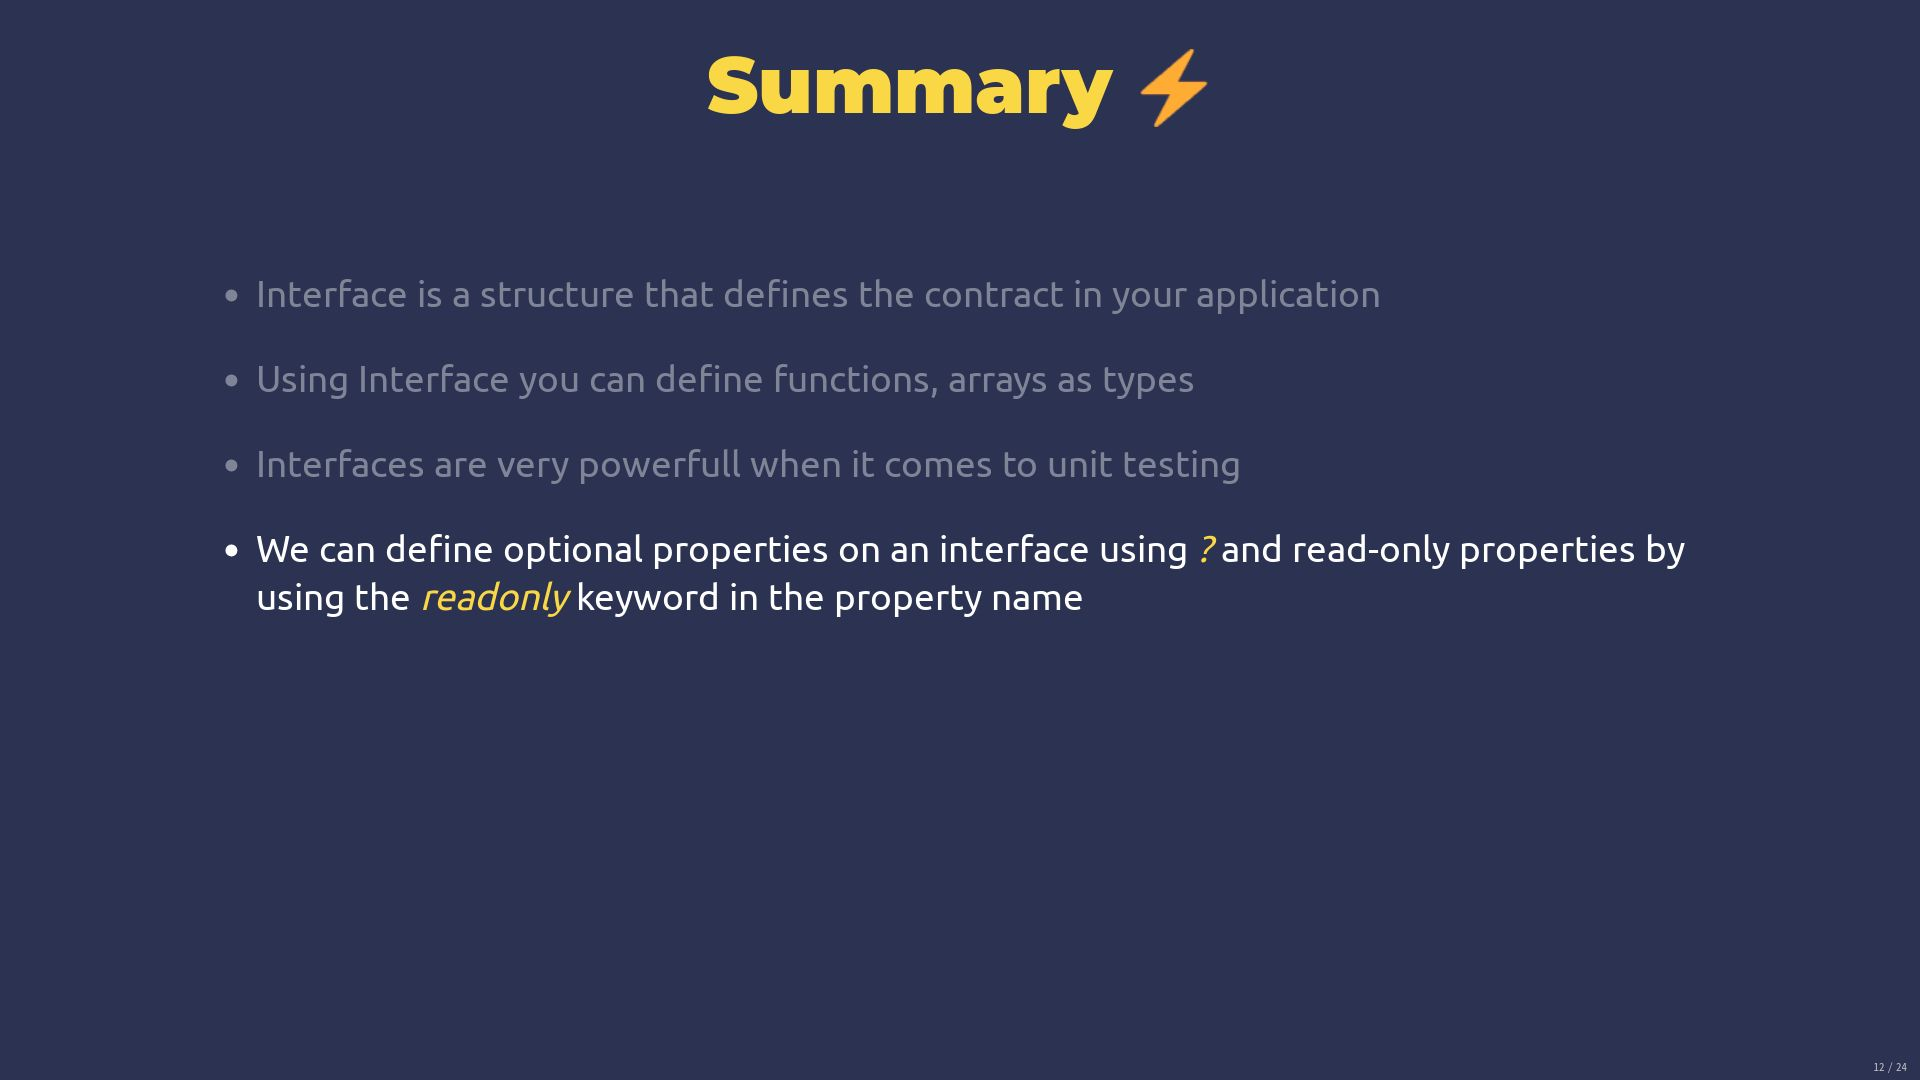 Summary ⚡
• Interface is a structure that defines the contract in your application
• Using Interface you can define functions, arrays as types
• Interfaces are very powerfull when it comes to unit testing
• We can define optional properties on an interface using ? and read-only properties by
using the readonly keyword in the property name
12 / 24